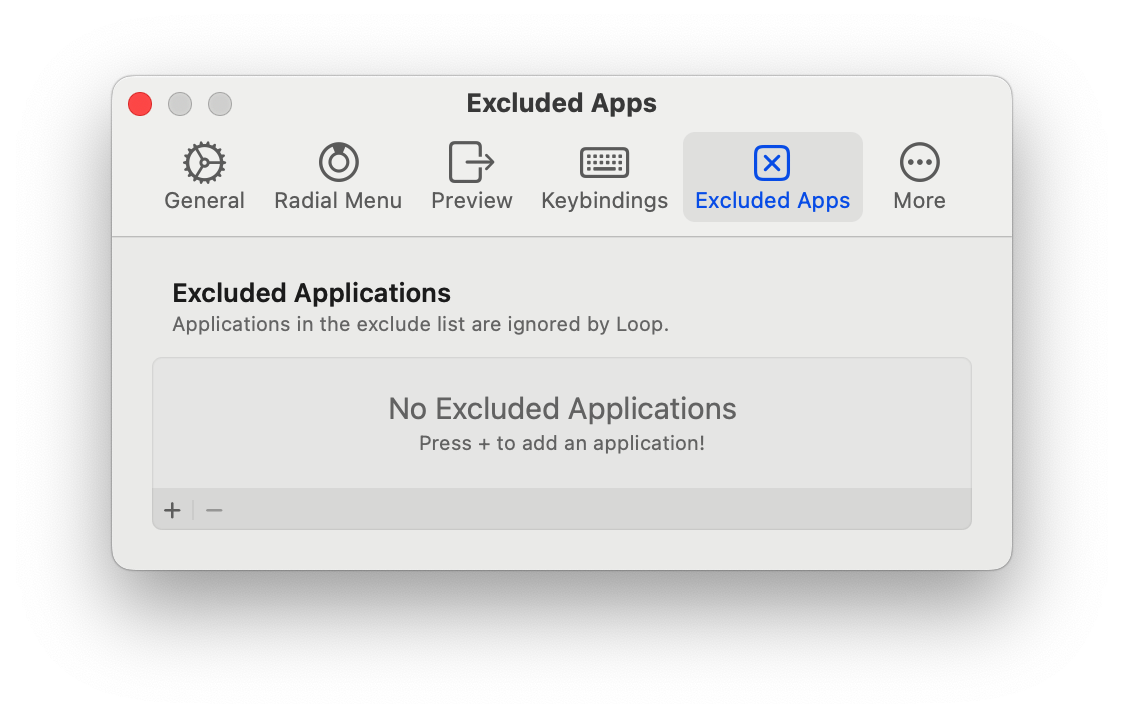 Excluded Apps
General Radial Menu Preview Keybindings Excluded Apps More
Excluded Applications
Applications in the exclude list are ignored by Loop.
No Excluded Applications
Press + to add an application!
+ −